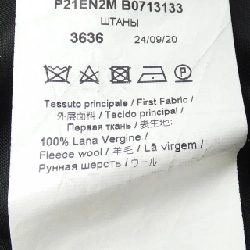 P21EN2M B0713133
ШТАНЫ
3636 24/09/20
Tessuto principale / First Fabric /
外层面料 / Tecido principal /
Первая ткань / 表生地:
100% Lana Vergine /
Fleece wool / 羊毛 / Lã virgem /
Рунная шерсть / ウール